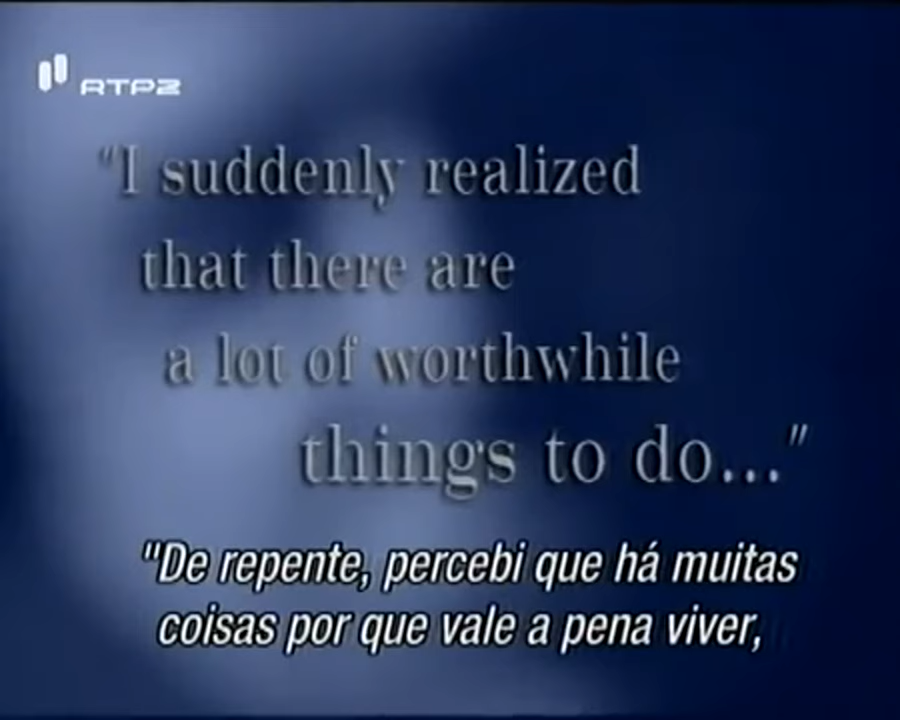 RTP2
"I suddenly realized
that there are
a lot of worthwhile
things to do..."
"De repente, percebi que há muitas
coisas por que vale a pena viver,